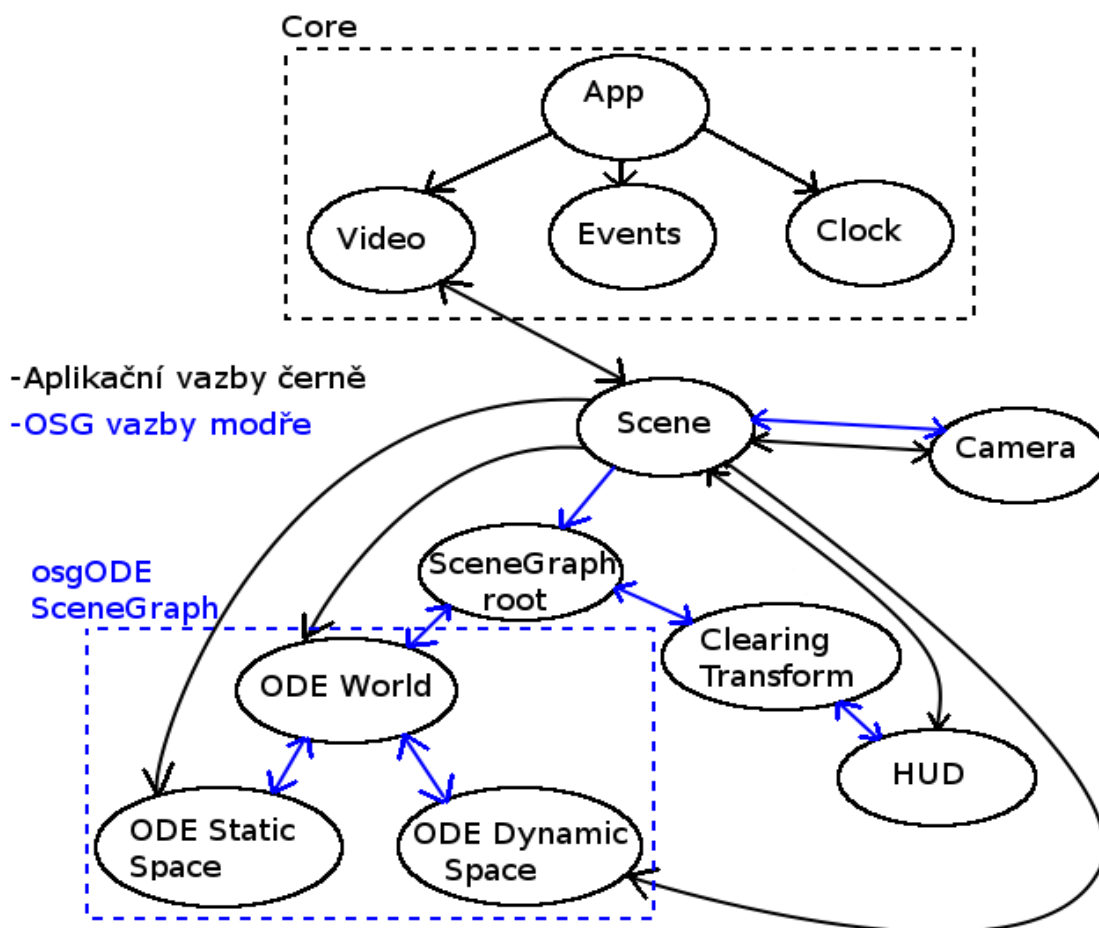 Core
App
Video
Events
Clock
-Aplikační vazby černě
-OSG vazby modře
Scene
Camera
osgODE
SceneGraph
SceneGraph
root
Clearing
Transform
ODE World
HUD
ODE Static
Space
ODE Dynamic
Space